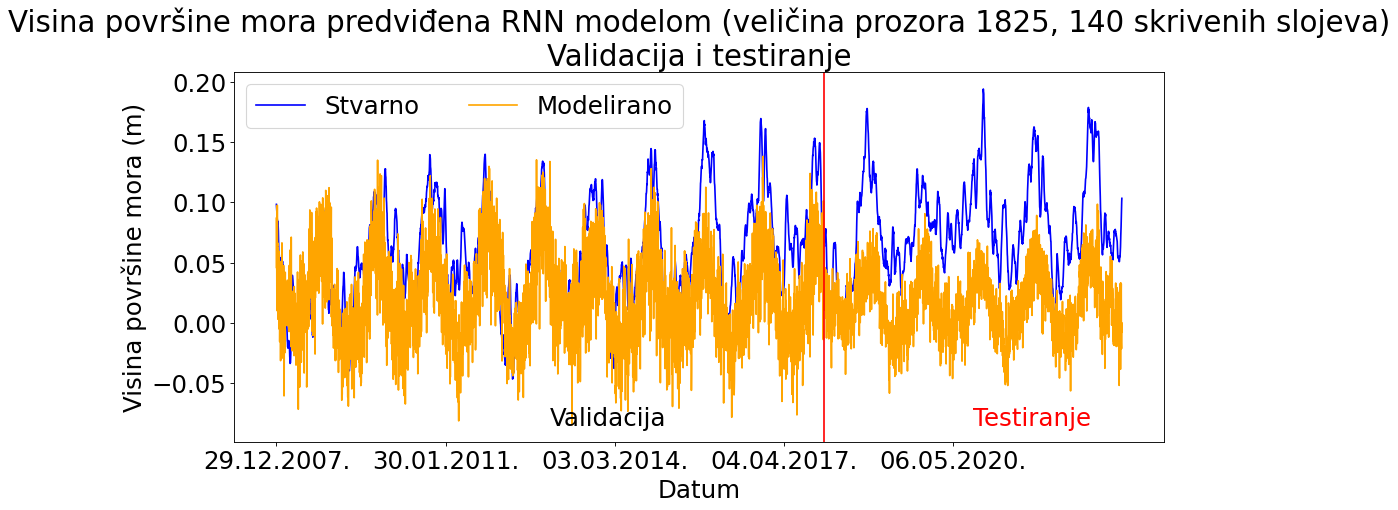 Visina površine mora predviđena RNN modelom (veličina prozora 1825, 140 skrivenih slojeva)
Validacija i testiranje
Stvarno
Modelirano
Visina površine mora (m)
0.20
0.15
0.10
0.05
0.00
−0.05
Validacija
Testiranje
29.12.2007.
30.01.2011.
03.03.2014.
04.04.2017.
06.05.2020.
Datum